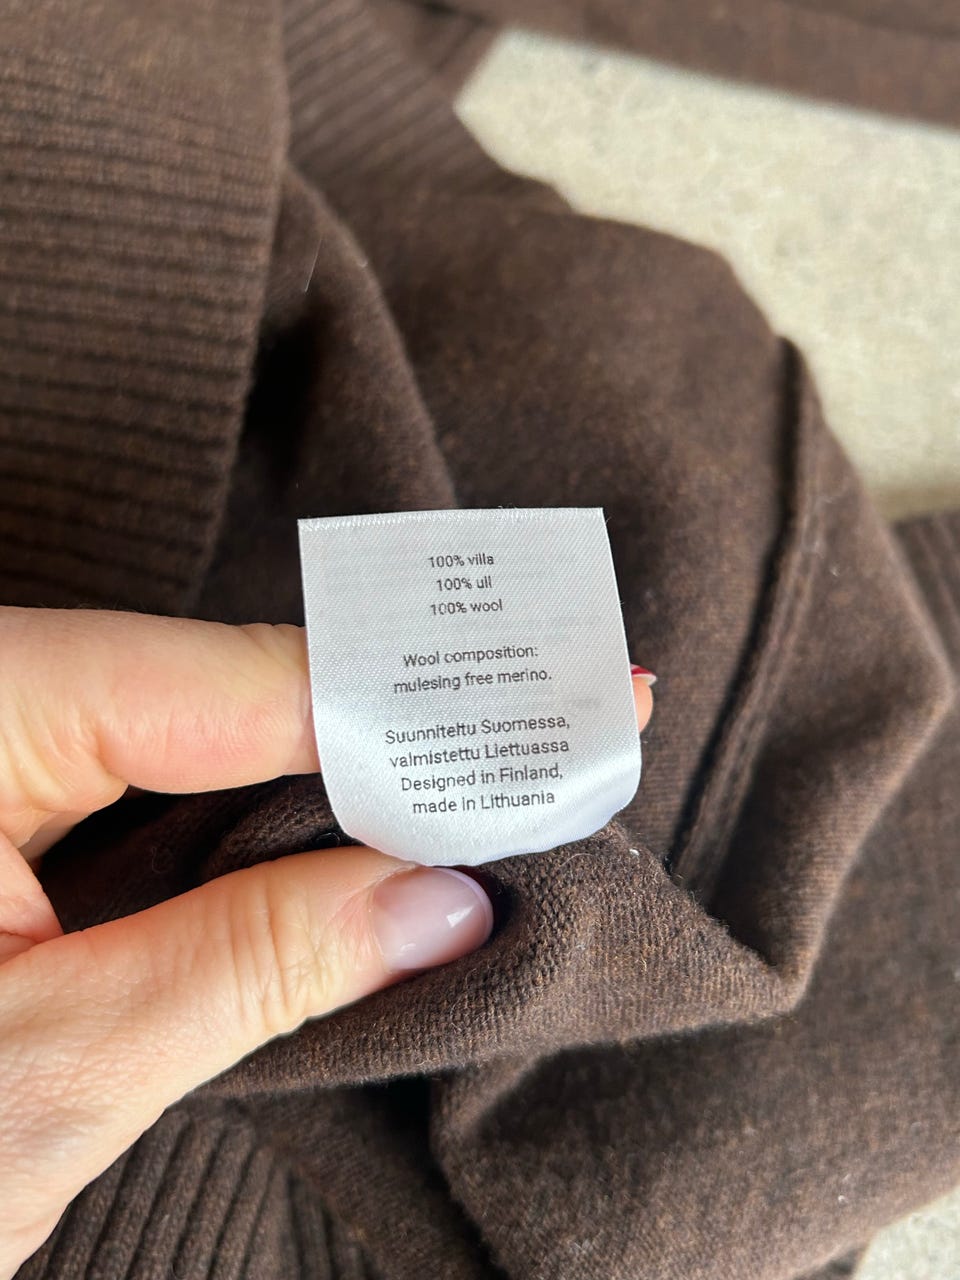 100% villa
100% ull
100% wool
Wool composition:
mulesing free merino.
Suunniteltu Suomessa,
valmistettu Liettuassa
Designed in Finland,
made in Lithuania